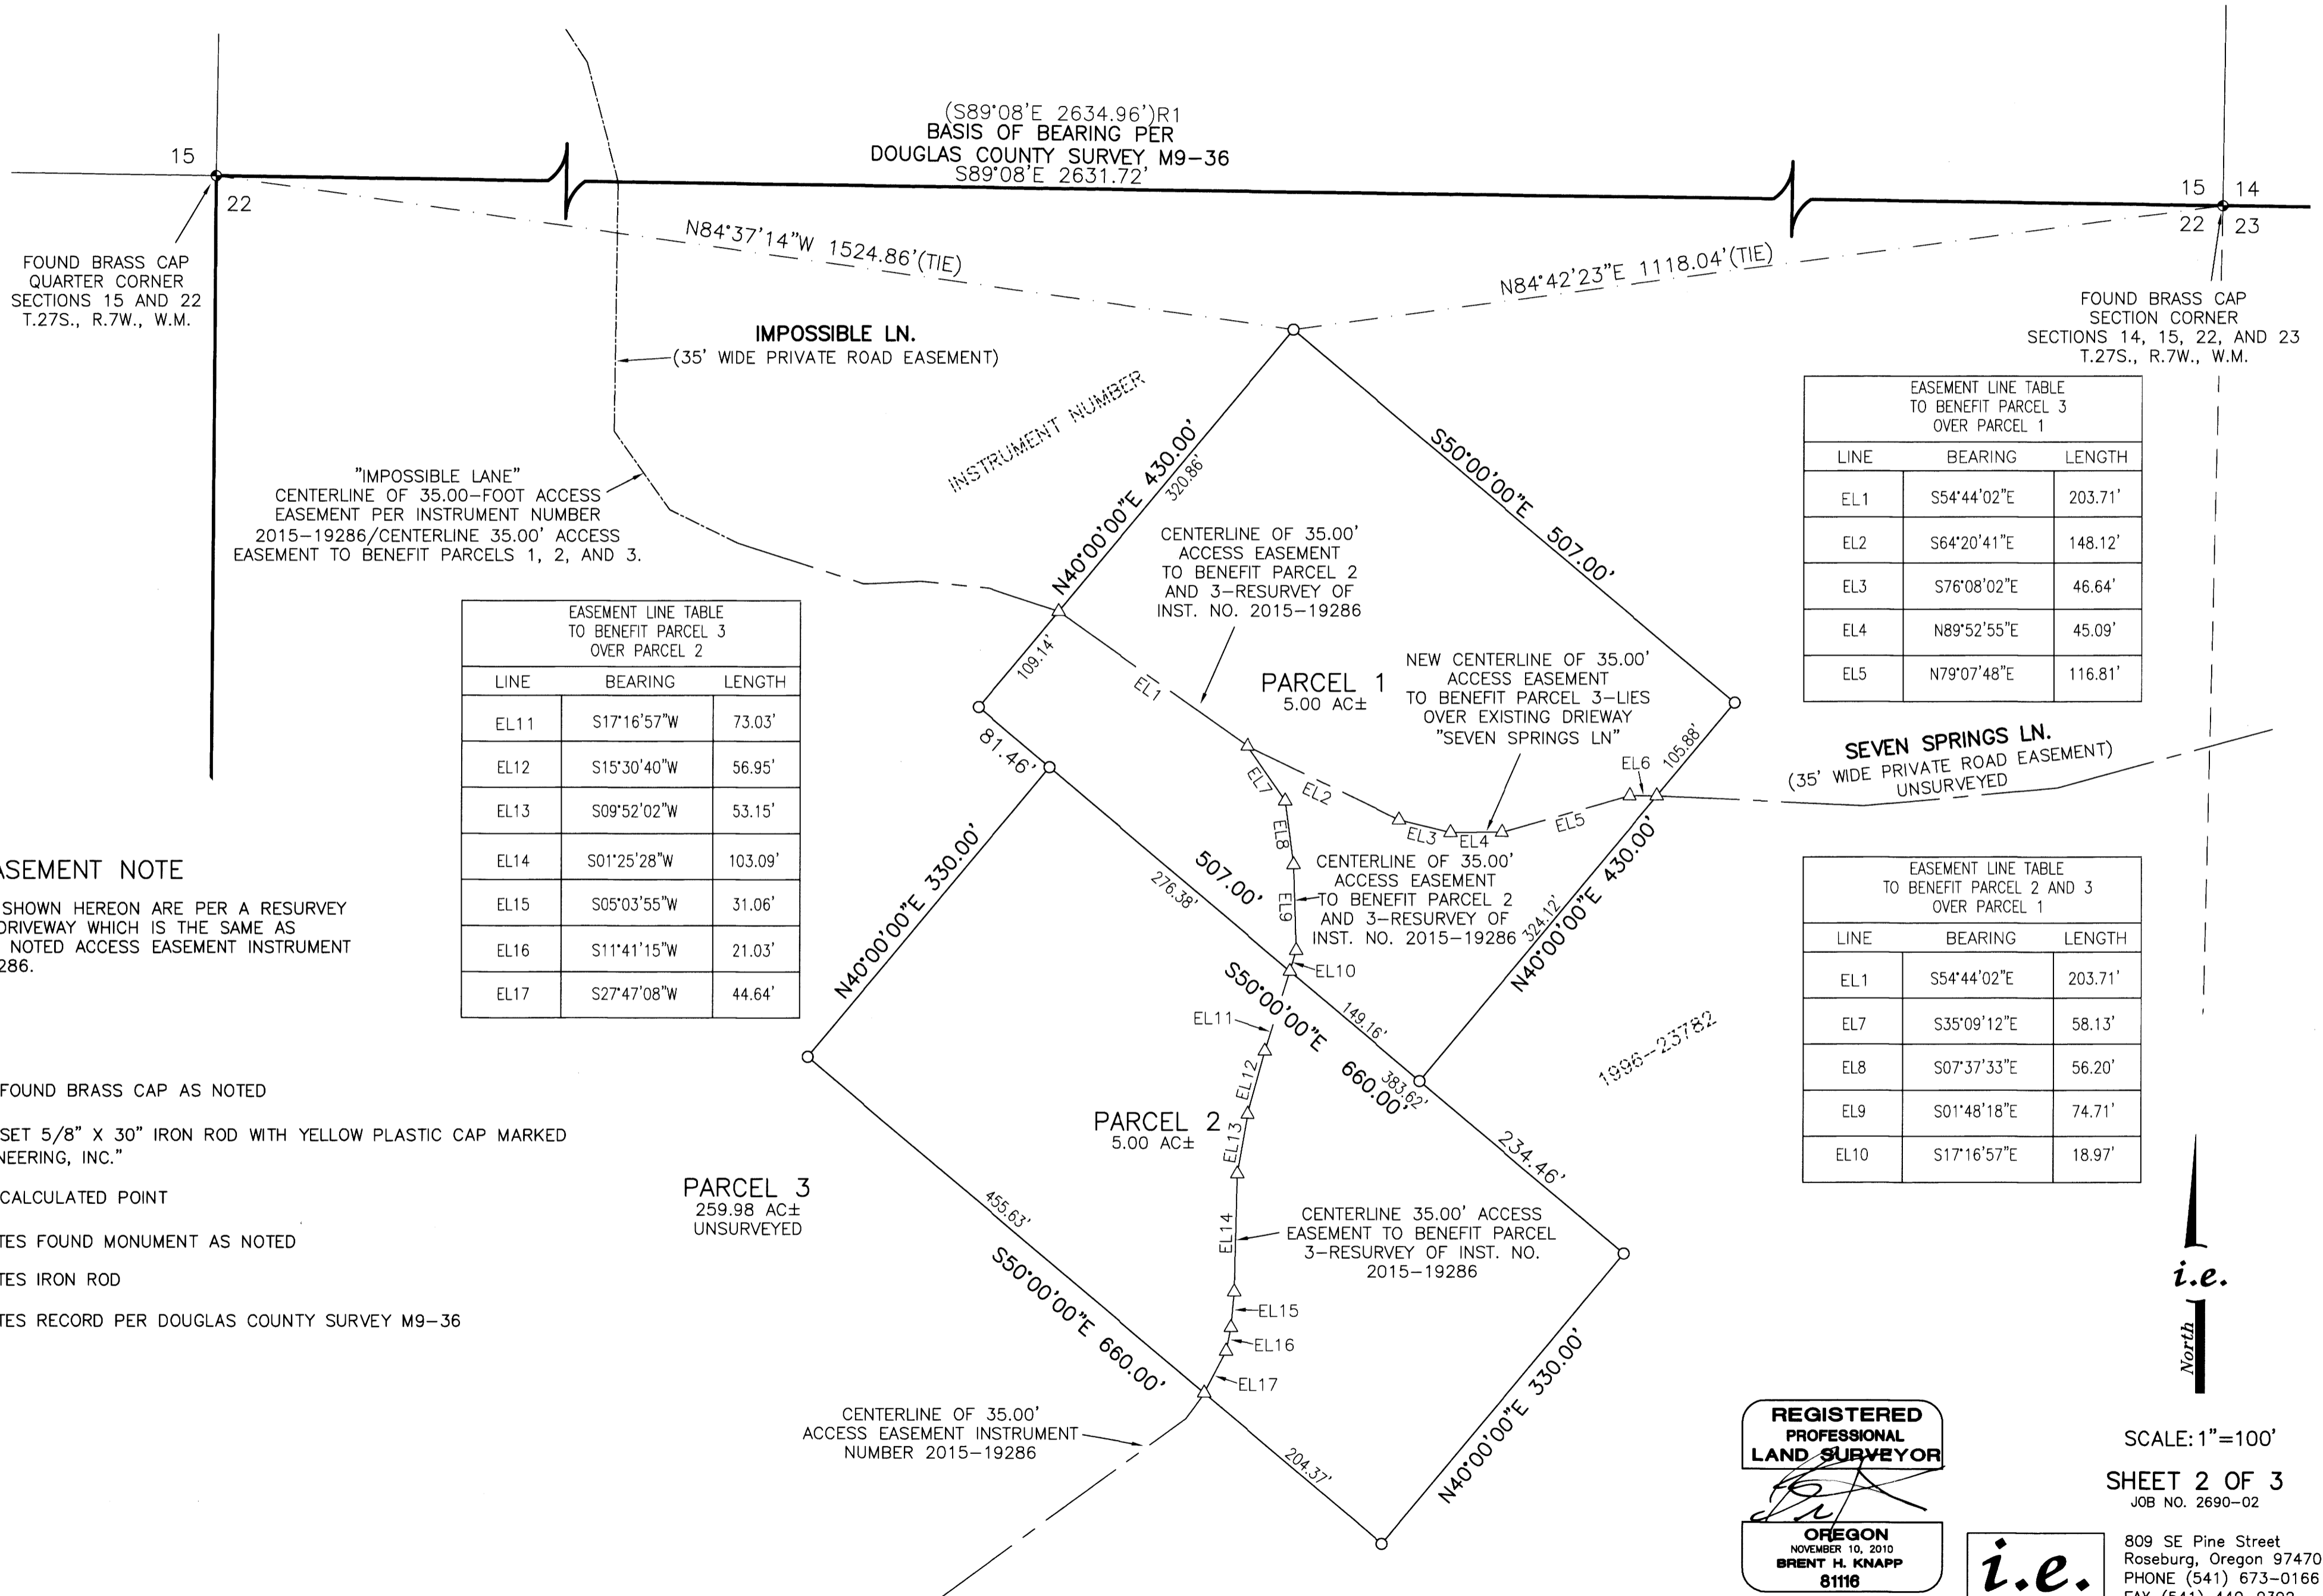 (S89°08'E 2634.96')R1
BASIS OF BEARING PER
DOUGLAS COUNTY SURVEY M9-36
S89°08'E 2631.72'
15
22
15
14
22
23
N84°37'14"W 1524.86'(TIE)
N84°42'23"E 1118.04'(TIE)
FOUND BRASS CAP
QUARTER CORNER
SECTIONS 15 AND 22
T.27S., R.7W., W.M.
FOUND BRASS CAP
SECTION CORNER
SECTIONS 14, 15, 22, AND 23
T.27S., R.7W., W.M.
IMPOSSIBLE LN.
(35' WIDE PRIVATE ROAD EASEMENT)
INSTRUMENT NUMBER
"IMPOSSIBLE LANE"
CENTERLINE OF 35.00-FOOT ACCESS
EASEMENT PER INSTRUMENT NUMBER
2015-19286/CENTERLINE 35.00' ACCESS
EASEMENT TO BENEFIT PARCELS 1, 2, AND 3.
N40°00'00"E 430.00'
320.86'
109.14'
S50°00'00"E 507.00'
CENTERLINE OF 35.00'
ACCESS EASEMENT
TO BENEFIT PARCEL 2
AND 3-RESURVEY OF
INST. NO. 2015-19286
EASEMENT LINE TABLE
TO BENEFIT PARCEL 3
OVER PARCEL 1
LINE BEARING LENGTH
EL1 S54°44'02"E 203.71'
EL2 S64°20'41"E 148.12'
EL3 S76°08'02"E 46.64'
EL4 N89°52'55"E 45.09'
EL5 N79°07'48"E 116.81'
EASEMENT LINE TABLE
TO BENEFIT PARCEL 3
OVER PARCEL 2
LINE BEARING LENGTH
EL11 S17°16'57"W 73.03'
EL12 S15°30'40"W 56.95'
EL13 S09°52'02"W 53.15'
EL14 S01°25'28"W 103.09'
EL15 S05°03'55"W 31.06'
EL16 S11°41'15"W 21.03'
EL17 S27°47'08"W 44.64'
PARCEL 1
5.00 AC±
NEW CENTERLINE OF 35.00'
ACCESS EASEMENT
TO BENEFIT PARCEL 3-LIES
OVER EXISTING DRIEWAY
"SEVEN SPRINGS LN"
EL1
EL7
EL2
EL8
EL3
EL4
EL5
EL6
105.88'
SEVEN SPRINGS LN.
(35' WIDE PRIVATE ROAD EASEMENT)
UNSURVEYED
81.46'
507.00'
276.38'
EL9
CENTERLINE OF 35.00'
ACCESS EASEMENT
TO BENEFIT PARCEL 2
AND 3-RESURVEY OF
INST. NO. 2015-19286
324.12'
N40°00'00"E 430.00'
EL10
EASEMENT LINE TABLE
TO BENEFIT PARCEL 2 AND 3
OVER PARCEL 1
LINE BEARING LENGTH
EL1 S54°44'02"E 203.71'
EL7 S35°09'12"E 58.13'
EL8 S07°37'33"E 56.20'
EL9 S01°48'18"E 74.71'
EL10 S17°16'57"E 18.97'
ASEMENT NOTE
SHOWN HEREON ARE PER A RESURVEY
DRIVEWAY WHICH IS THE SAME AS
NOTED ACCESS EASEMENT INSTRUMENT
286.
N40°00'00"E 330.00'
S50°00'00"E 660.00'
149.16'
383.62'
1996-23782
234.46'
EL11
EL12
EL13
EL14
EL15
EL16
EL17
PARCEL 2
5.00 AC±
FOUND BRASS CAP AS NOTED
SET 5/8" X 30" IRON ROD WITH YELLOW PLASTIC CAP MARKED
NEERING, INC."
CALCULATED POINT
TES FOUND MONUMENT AS NOTED
TES IRON ROD
TES RECORD PER DOUGLAS COUNTY SURVEY M9-36
PARCEL 3
259.98 AC±
UNSURVEYED
455.63'
S50°00'00"E 660.00'
CENTERLINE 35.00' ACCESS
EASEMENT TO BENEFIT PARCEL
3-RESURVEY OF INST. NO.
2015-19286
CENTERLINE OF 35.00'
ACCESS EASEMENT INSTRUMENT
NUMBER 2015-19286
204.37'
N40°00'00"E 330.00'
i.e.
North
REGISTERED
PROFESSIONAL
LAND SURVEYOR
OREGON
NOVEMBER 10, 2010
BRENT H. KNAPP
81116
SCALE: 1"=100'
SHEET 2 OF 3
JOB NO. 2690-02
i.e.
809 SE Pine Street
Roseburg, Oregon 97470
PHONE (541) 673-0166